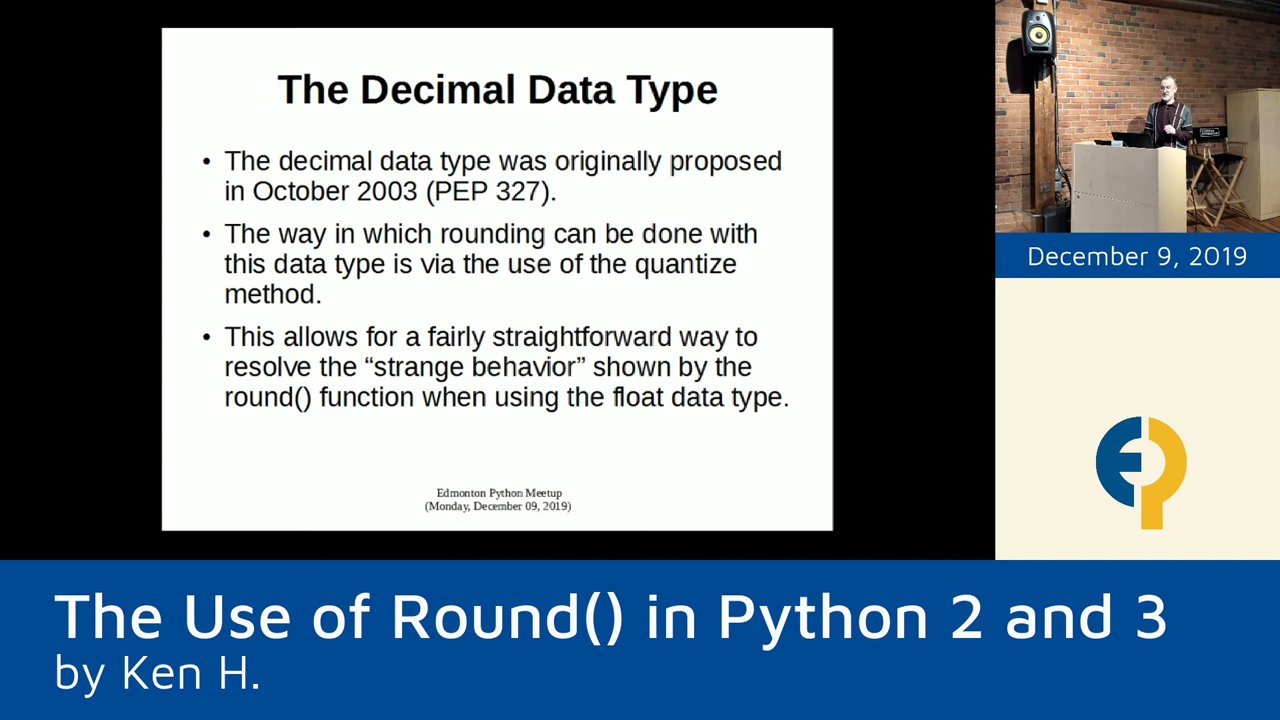 The Decimal Data Type
• The decimal data type was originally proposed
in October 2003 (PEP 327).
• The way in which rounding can be done with
this data type is via the use of the quantize
method.
• This allows for a fairly straightforward way to
resolve the “strange behavior” shown by the
round() function when using the float data type.
Edmonton Python Meetup
(Monday, December 09, 2019)
December 9, 2019
The Use of Round() in Python 2 and 3
by Ken H.